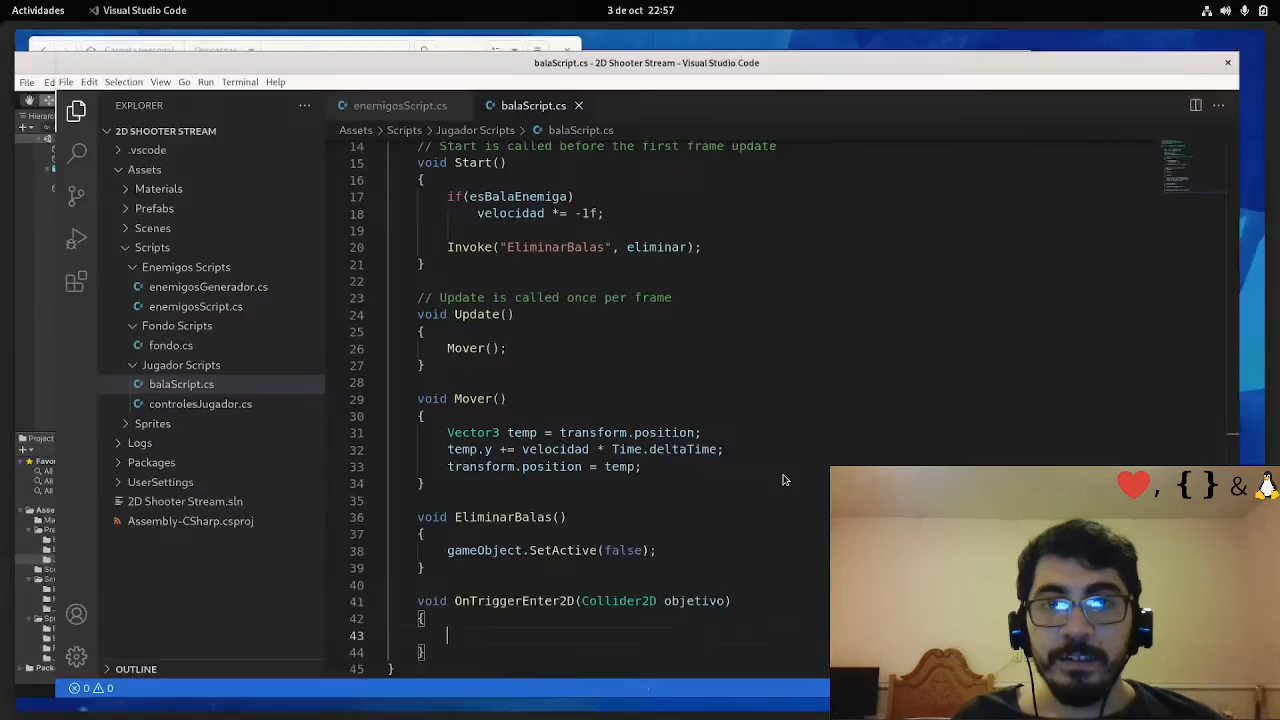 Actividades
Visual Studio Code
3 de oct 22:57
Carpeta personal
Descargas
balaScript.cs - 2D Shooter Stream - Visual Studio Code
File
File Edit Selection View Go Run Terminal Help
EXPLORER
enemigosScript.cs
balaScript.cs
2D SHOOTER STREAM
Assets > Scripts > Jugador Scripts > balaScript.cs
.vscode
Assets
Materials
Prefabs
Scenes
Scripts
Enemigos Scripts
enemigosGenerador.cs
enemigosScript.cs
Fondo Scripts
fondo.cs
Jugador Scripts
balaScript.cs
controlesJugador.cs
Sprites
Logs
Packages
UserSettings
2D Shooter Stream.sln
Assembly-CSharp.csproj
OUTLINE
14 // Start is called before the first frame update
15 void Start()
16 {
17 if(esBalaEnemiga)
18 velocidad *= -1f;
19
20 Invoke("EliminarBalas", eliminar);
21 }
22
23 // Update is called once per frame
24 void Update()
25 {
26 Mover();
27 }
28
29 void Mover()
30 {
31 Vector3 temp = transform.position;
32 temp.y += velocidad * Time.deltaTime;
33 transform.position = temp;
34 }
35
36 void EliminarBalas()
37 {
38 gameObject.SetActive(false);
39 }
40
41 void OnTriggerEnter2D(Collider2D objetivo)
42 {
43
44 }
45 }
0 0
Project
, { } &